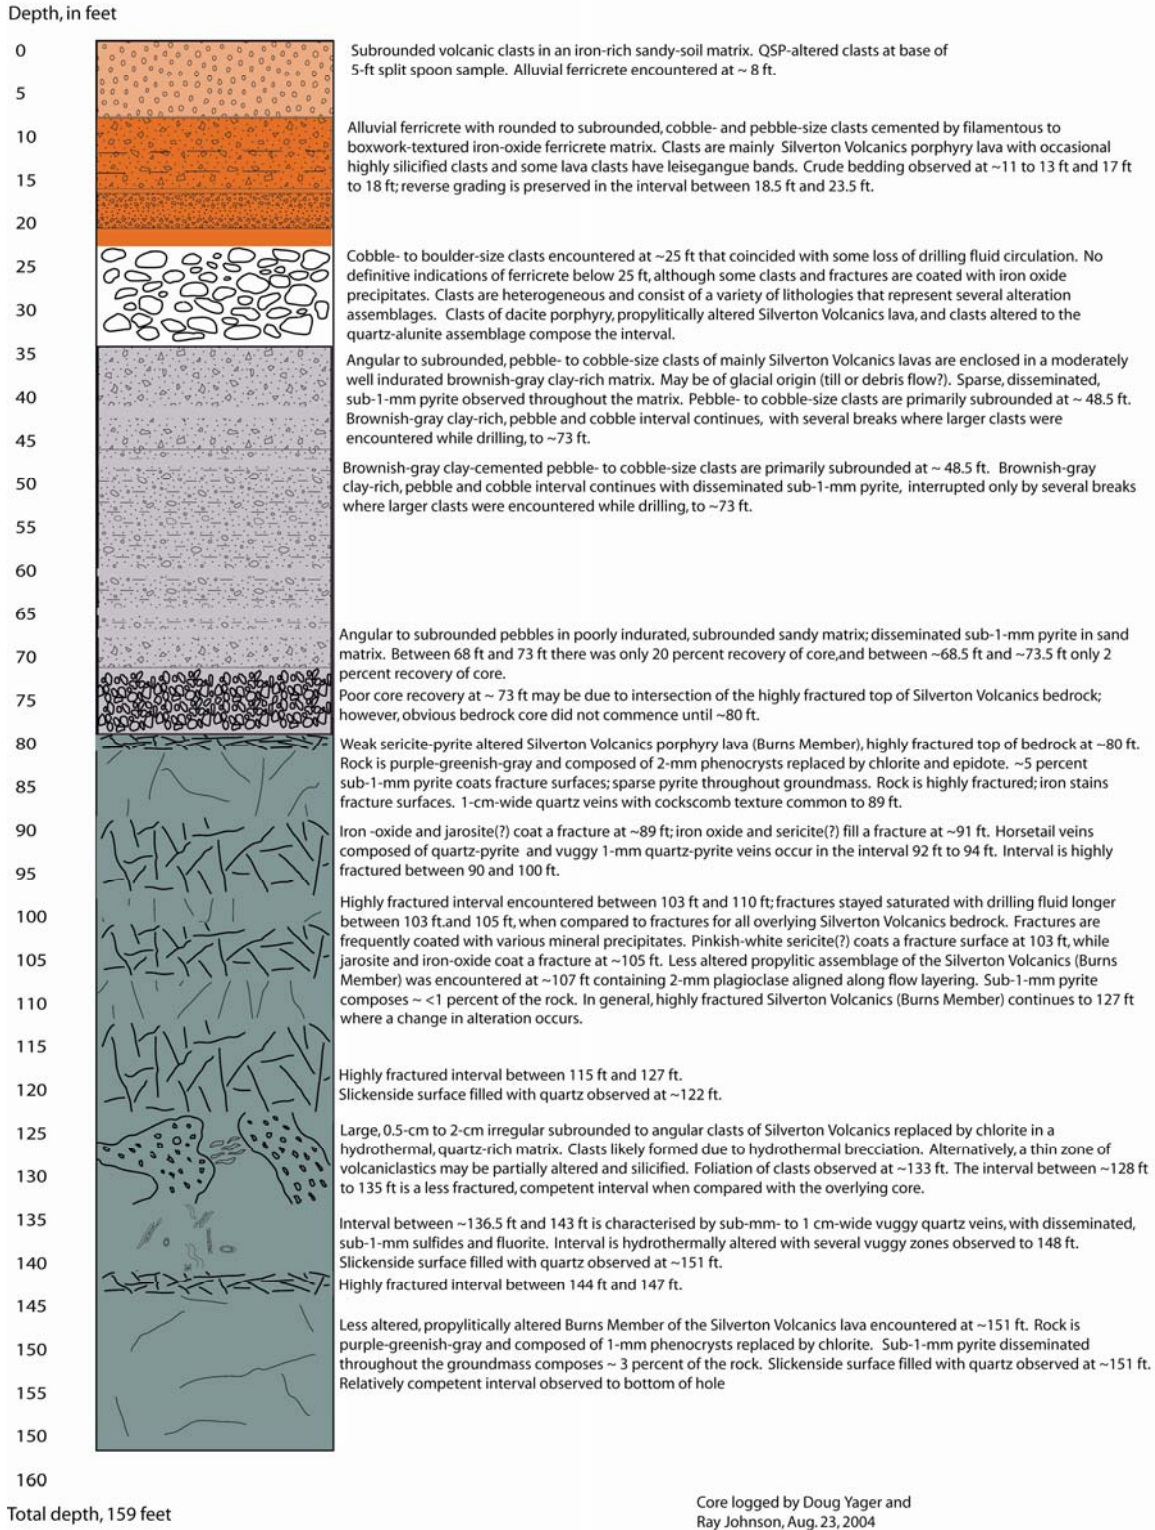 Depth, in feet
0
5
10
15
20
25
30
35
40
45
50
55
60
65
70
75
80
85
90
95
100
105
110
115
120
125
130
135
140
145
150
155
150
160
Subrounded volcanic clasts in an iron-rich sandy-soil matrix. QSP-altered clasts at base of
5-ft split spoon sample. Alluvial ferricrete encountered at ~ 8 ft.
Alluvial ferricrete with rounded to subrounded, cobble- and pebble-size clasts cemented by filamentous to
boxwork-textured iron-oxide ferricrete matrix. Clasts are mainly Silverton Volcanics porphyry lava with occasional
highly silicified clasts and some lava clasts have leisegangue bands. Crude bedding observed at ~11 to 13 ft and 17 ft
to 18 ft; reverse grading is preserved in the interval between 18.5 ft and 23.5 ft.
Cobble- to boulder-size clasts encountered at ~25 ft that coincided with some loss of drilling fluid circulation. No
definitive indications of ferricrete below 25 ft, although some clasts and fractures are coated with iron oxide
precipitates. Clasts are heterogeneous and consist of a variety of lithologies that represent several alteration
assemblages. Clasts of dacite porphyry, propylitically altered Silverton Volcanics lava, and clasts altered to the
quartz-alunite assemblage compose the interval.
Angular to subrounded, pebble- to cobble-size clasts of mainly Silverton Volcanics lavas are enclosed in a moderately
well indurated brownish-gray clay-rich matrix. May be of glacial origin (till or debris flow?). Sparse, disseminated,
sub-1-mm pyrite observed throughout the matrix. Pebble- to cobble-size clasts are primarily subrounded at ~ 48.5 ft.
Brownish-gray clay-rich, pebble and cobble interval continues, with several breaks where larger clasts were
encountered while drilling, to ~73 ft.
Brownish-gray clay-cemented pebble- to cobble-size clasts are primarily subrounded at ~ 48.5 ft. Brownish-gray
clay-rich, pebble and cobble interval continues with disseminated sub-1-mm pyrite, interrupted only by several breaks
where larger clasts were encountered while drilling, to ~73 ft.
Angular to subrounded pebbles in poorly indurated, subrounded sandy matrix; disseminated sub-1-mm pyrite in sand
matrix. Between 68 ft and 73 ft there was only 20 percent recovery of core,and between ~68.5 ft and ~73.5 ft only 2
percent recovery of core.
Poor core recovery at ~ 73 ft may be due to intersection of the highly fractured top of Silverton Volcanics bedrock;
however, obvious bedrock core did not commence until ~80 ft.
Weak sericite-pyrite altered Silverton Volcanics porphyry lava (Burns Member), highly fractured top of bedrock at ~80 ft.
Rock is purple-greenish-gray and composed of 2-mm phenocrysts replaced by chlorite and epidote. ~5 percent
sub-1-mm pyrite coats fracture surfaces; sparse pyrite throughout groundmass. Rock is highly fractured; iron stains
fracture surfaces. 1-cm-wide quartz veins with cockscomb texture common to 89 ft.
Iron -oxide and jarosite(?) coat a fracture at ~89 ft; iron oxide and sericite(?) fill a fracture at ~91 ft. Horsetail veins
composed of quartz-pyrite and vuggy 1-mm quartz-pyrite veins occur in the interval 92 ft to 94 ft. Interval is highly
fractured between 90 and 100 ft.
Highly fractured interval encountered between 103 ft and 110 ft; fractures stayed saturated with drilling fluid longer
between 103 ft.and 105 ft, when compared to fractures for all overlying Silverton Volcanics bedrock. Fractures are
frequently coated with various mineral precipitates. Pinkish-white sericite(?) coats a fracture surface at 103 ft, while
jarosite and iron-oxide coat a fracture at ~105 ft. Less altered propylitic assemblage of the Silverton Volcanics (Burns
Member) was encountered at ~107 ft containing 2-mm plagioclase aligned along flow layering. Sub-1-mm pyrite
composes ~ <1 percent of the rock. In general, highly fractured Silverton Volcanics (Burns Member) continues to 127 ft
where a change in alteration occurs.
Highly fractured interval between 115 ft and 127 ft.
Slickenside surface filled with quartz observed at ~122 ft.
Large, 0.5-cm to 2-cm irregular subrounded to angular clasts of Silverton Volcanics replaced by chlorite in a
hydrothermal, quartz-rich matrix. Clasts likely formed due to hydrothermal brecciation. Alternatively, a thin zone of
volcaniclastics may be partially altered and silicified. Foliation of clasts observed at ~133 ft. The interval between ~128 ft
to 135 ft is a less fractured, competent interval when compared with the overlying core.
Interval between ~136.5 ft and 143 ft is characterised by sub-mm- to 1 cm-wide vuggy quartz veins, with disseminated,
sub-1-mm sulfides and fluorite. Interval is hydrothermally altered with several vuggy zones observed to 148 ft.
Slickenside surface filled with quartz observed at ~151 ft.
Highly fractured interval between 144 ft and 147 ft.
Less altered, propylitically altered Burns Member of the Silverton Volcanics lava encountered at ~151 ft. Rock is
purple-greenish-gray and composed of 1-mm phenocrysts replaced by chlorite. Sub-1-mm pyrite disseminated
throughout the groundmass composes ~ 3 percent of the rock. Slickenside surface filled with quartz observed at ~151 ft.
Relatively competent interval observed to bottom of hole
Total depth, 159 feet
Core logged by Doug Yager and
Ray Johnson, Aug. 23, 2004